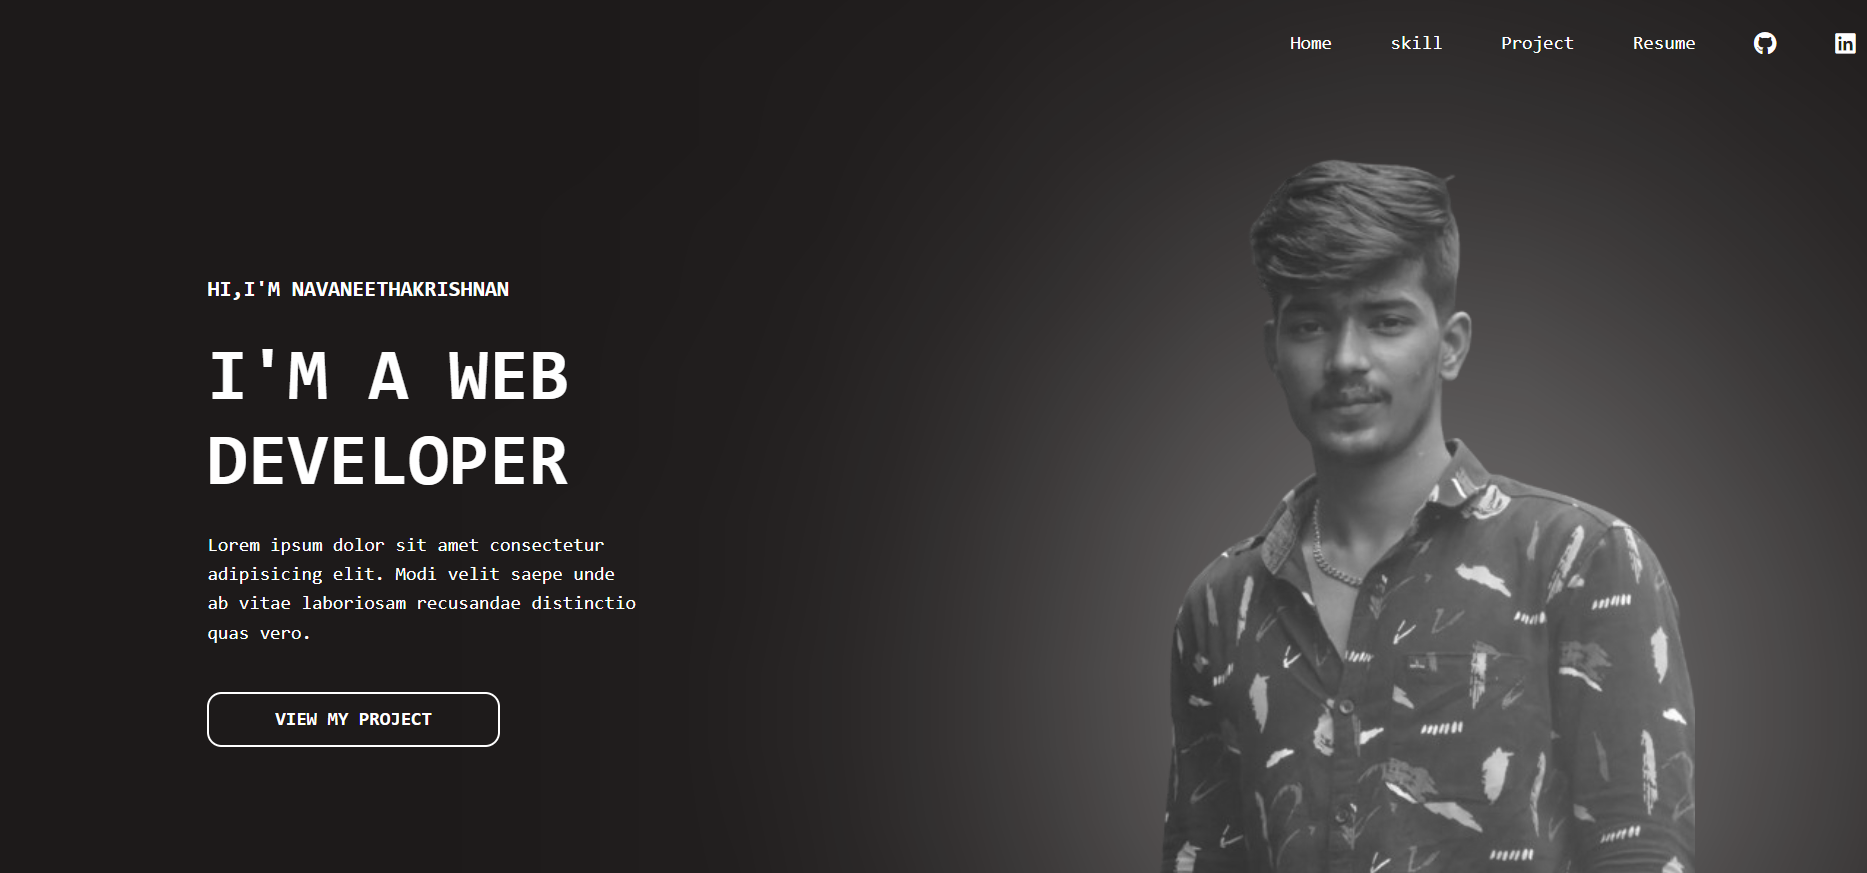 Home skill Project Resume in
HI,I'M NAVANEETHAKRISHNAN
I'M A WEB
DEVELOPER
Lorem ipsum dolor sit amet consectetur
adipisicing elit. Modi velit saepe unde
ab vitae laboriosam recusandae distinctio
quas vero.
VIEW MY PROJECT